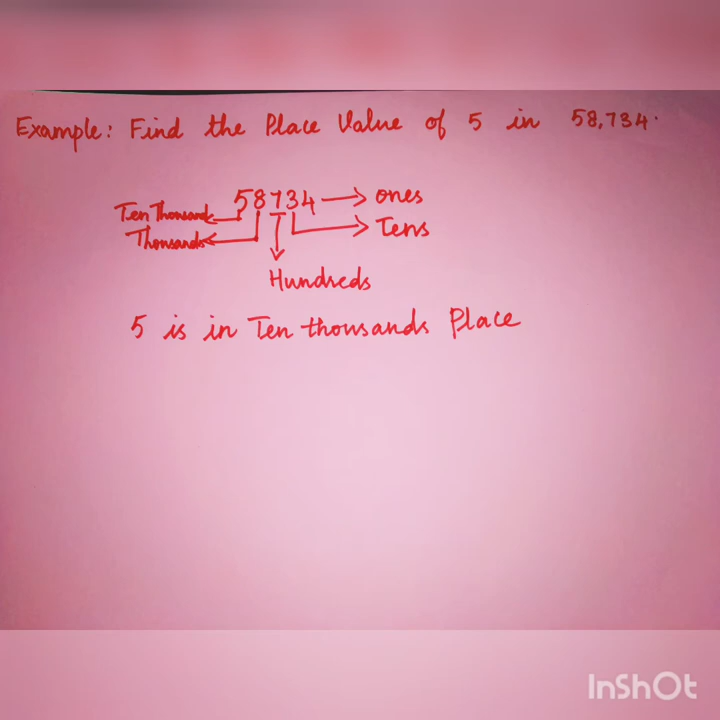 Example: Find the Place Value of 5 in 58,734.
58734 → ones
Ten Thousand
Tens
Thousands
Hundreds
5 is in Ten thousands Place
InShOt